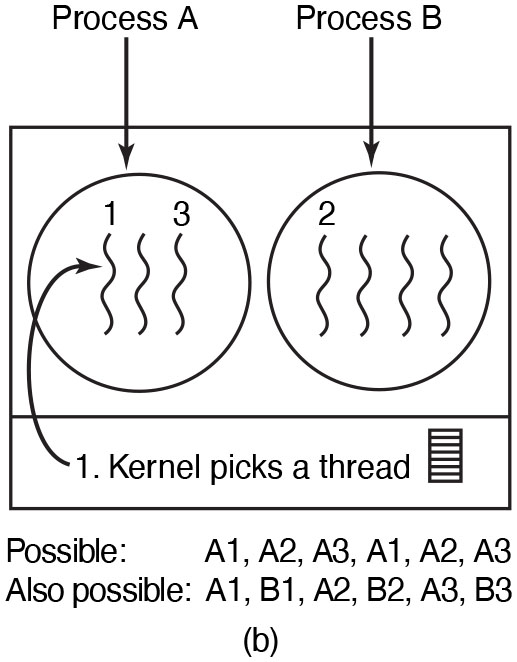 Process A Process B
1 3 2
1. Kernel picks a thread
Possible: A1, A2, A3, A1, A2, A3
Also possible: A1, B1, A2, B2, A3, B3
(b)